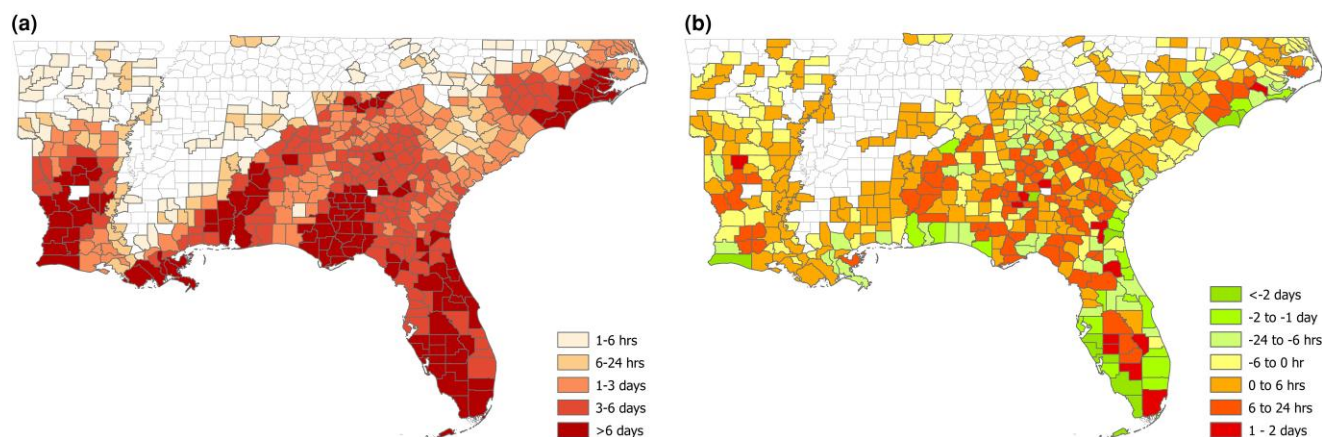 (a)
1-6 hrs
6-24 hrs
1-3 days
3-6 days
>6 days
(b)
<-2 days
-2 to -1 day
-24 to -6 hrs
-6 to 0 hr
0 to 6 hrs
6 to 24 hrs
1 - 2 days